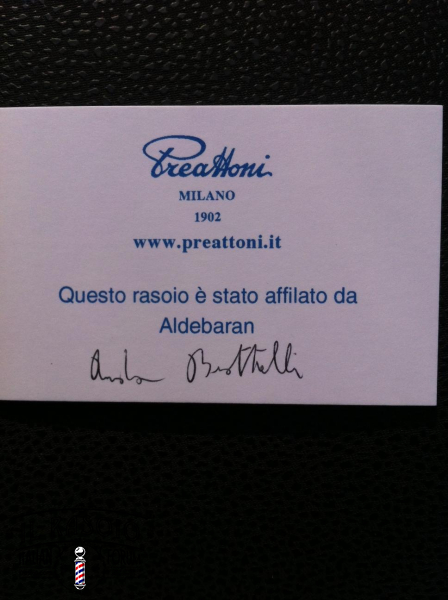 Preattoni
MILANO
1902
www.preattoni.it
Questo rasoio è stato affilato da
Aldebaran